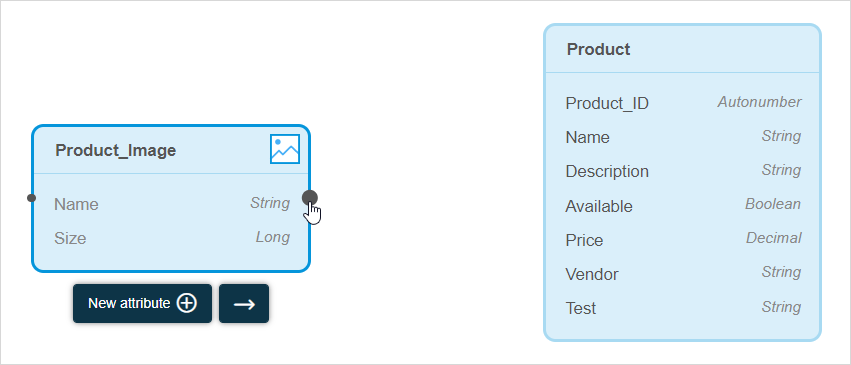 Product_Image
Name String
Size Long
New attribute
Product
Product_ID Autonumber
Name String
Description String
Available Boolean
Price Decimal
Vendor String
Test String